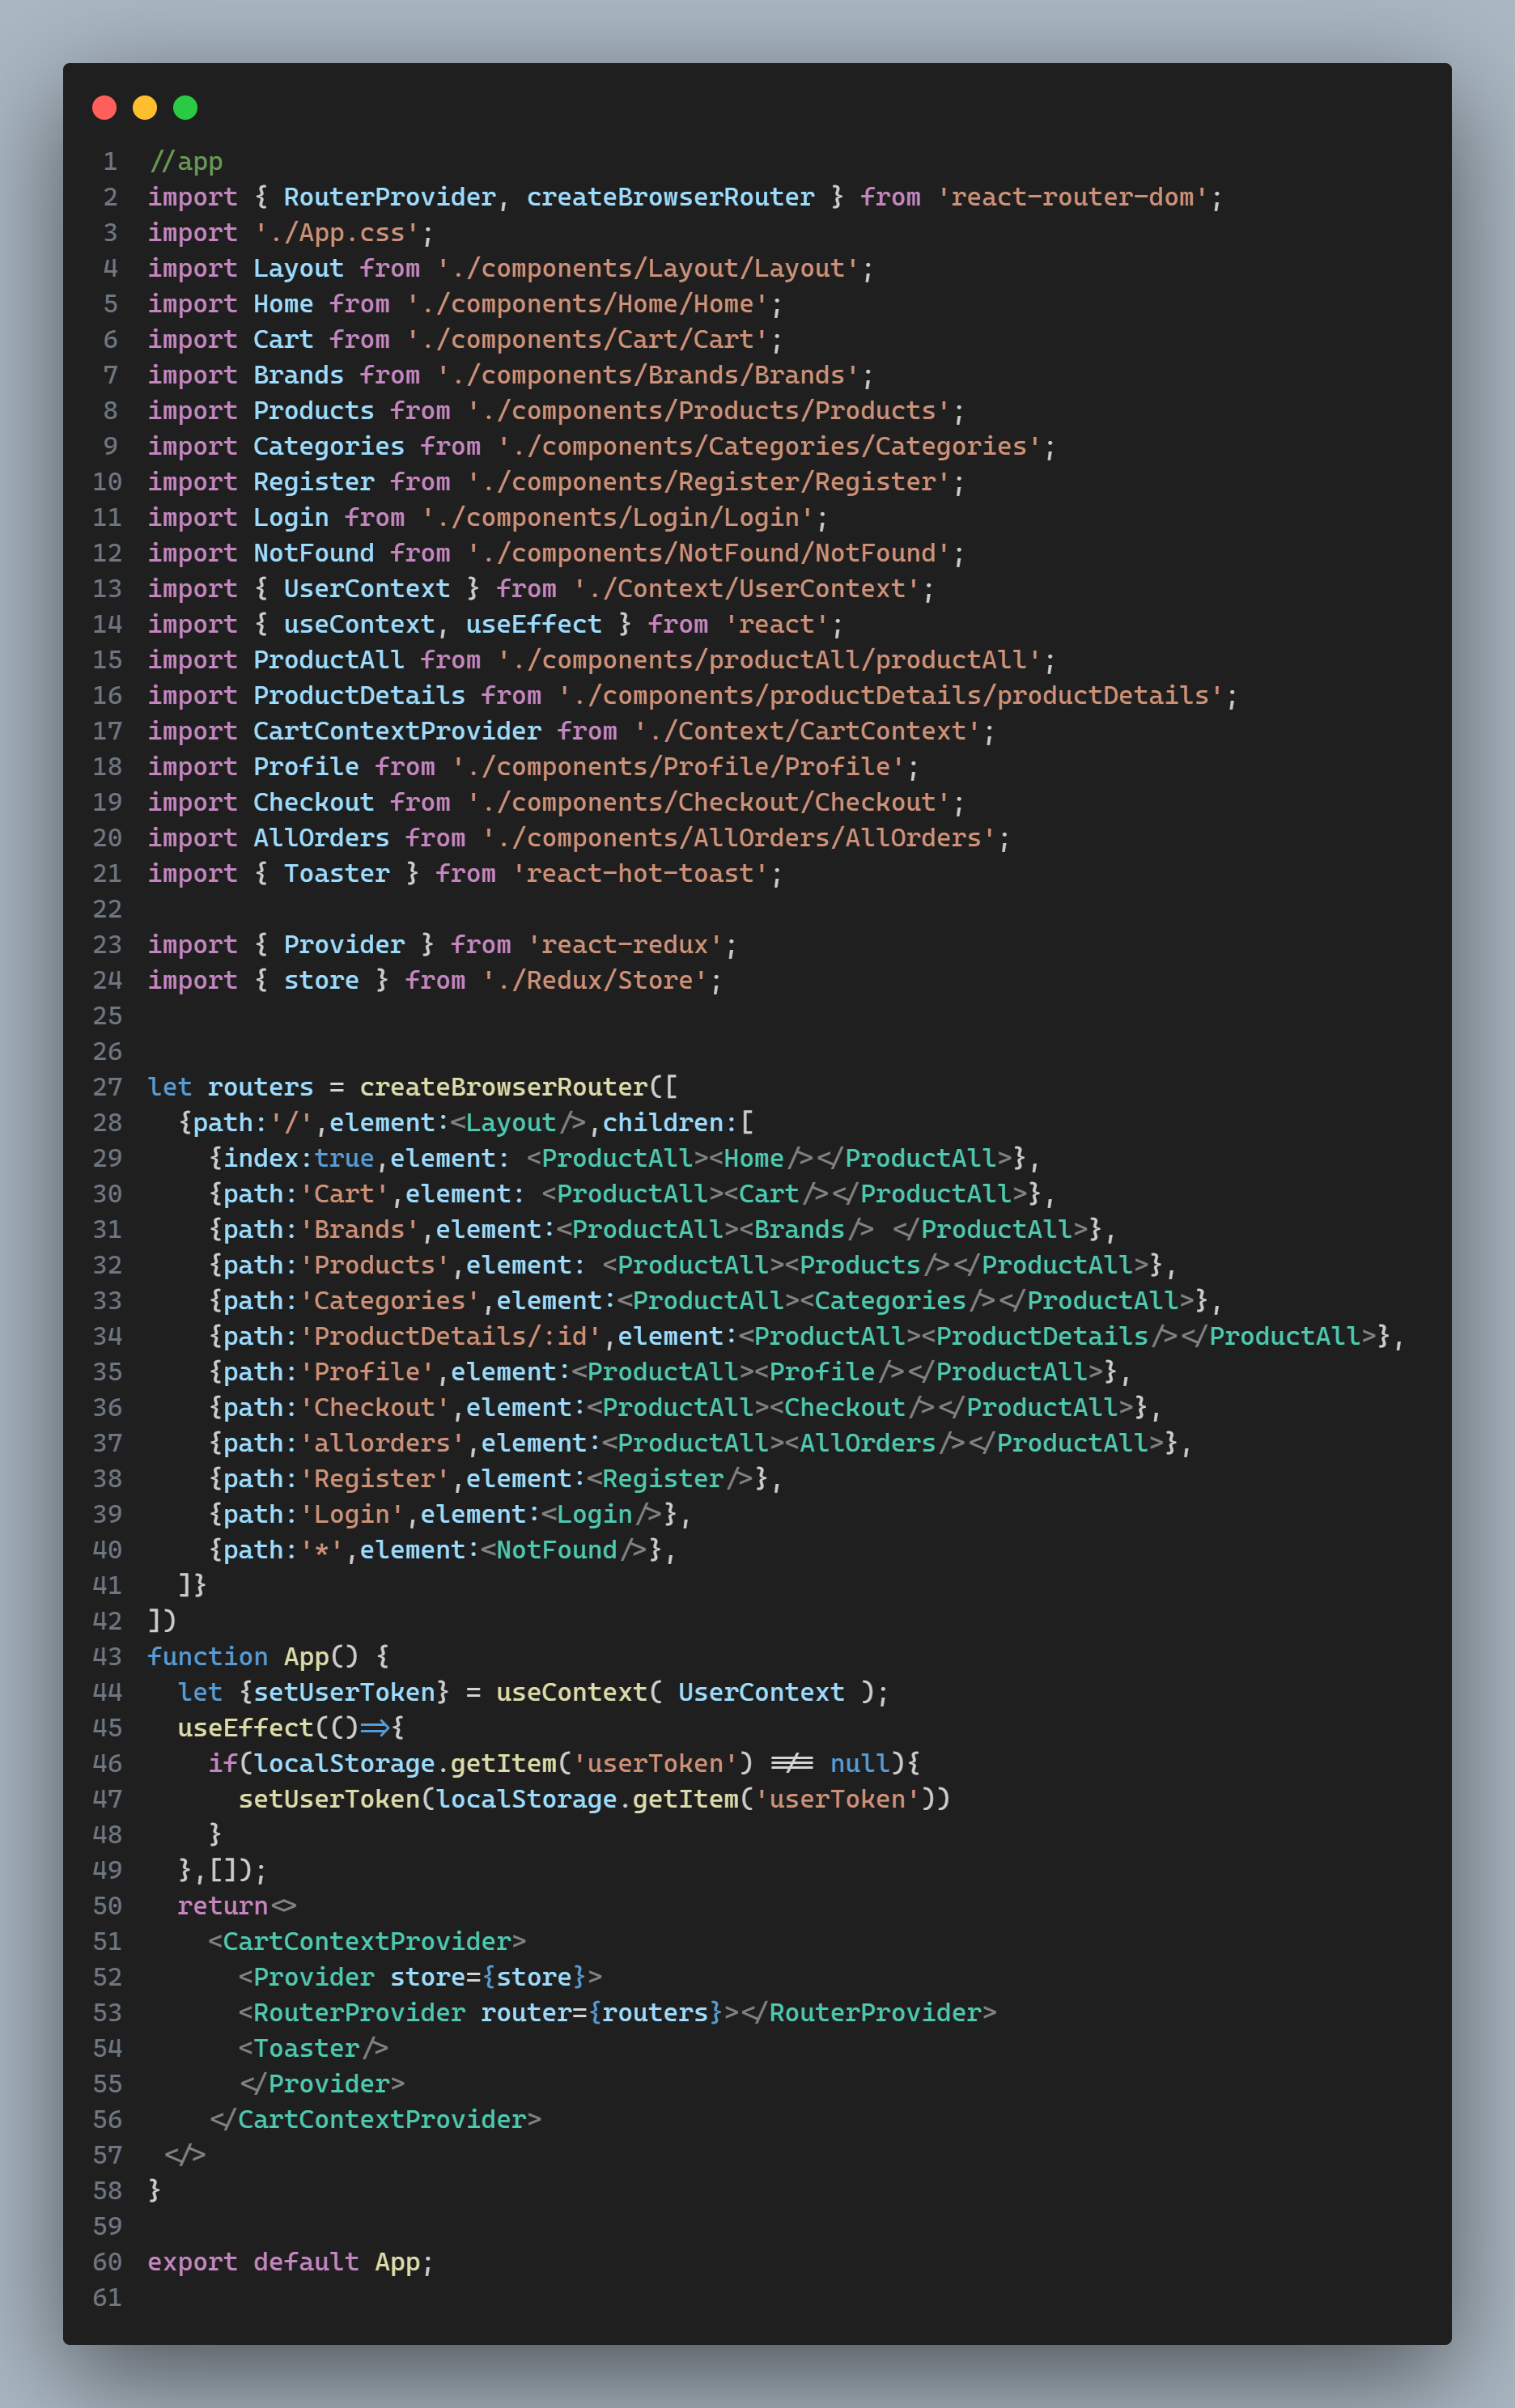 1 //app
2 import { RouterProvider, createBrowserRouter } from 'react-router-dom';
3 import './App.css';
4 import Layout from './components/Layout/Layout';
5 import Home from './components/Home/Home';
6 import Cart from './components/Cart/Cart';
7 import Brands from './components/Brands/Brands';
8 import Products from './components/Products/Products';
9 import Categories from './components/Categories/Categories';
10 import Register from './components/Register/Register';
11 import Login from './components/Login/Login';
12 import NotFound from './components/NotFound/NotFound';
13 import { UserContext } from './Context/UserContext';
14 import { useContext, useEffect } from 'react';
15 import ProductAll from './components/productAll/productAll';
16 import ProductDetails from './components/productDetails/productDetails';
17 import CartContextProvider from './Context/CartContext';
18 import Profile from './components/Profile/Profile';
19 import Checkout from './components/Checkout/Checkout';
20 import AllOrders from './components/AllOrders/AllOrders';
21 import { Toaster } from 'react-hot-toast';
22
23 import { Provider } from 'react-redux';
24 import { store } from './Redux/Store';
25
26
27 let routers = createBrowserRouter([
28   {path:'/',element:<Layout/>,children:[
29     {index:true,element: <ProductAll><Home/></ProductAll>},
30     {path:'Cart',element: <ProductAll><Cart/></ProductAll>},
31     {path:'Brands',element:<ProductAll><Brands/> </ProductAll>},
32     {path:'Products',element: <ProductAll><Products/></ProductAll>},
33     {path:'Categories',element:<ProductAll><Categories/></ProductAll>},
34     {path:'ProductDetails/:id',element:<ProductAll><ProductDetails/></ProductAll>},
35     {path:'Profile',element:<ProductAll><Profile/></ProductAll>},
36     {path:'Checkout',element:<ProductAll><Checkout/></ProductAll>},
37     {path:'allorders',element:<ProductAll><AllOrders/></ProductAll>},
38     {path:'Register',element:<Register/>},
39     {path:'Login',element:<Login/>},
40     {path:'*',element:<NotFound/>},
41   ]}
42 ])
43 function App() {
44   let {setUserToken} = useContext( UserContext );
45   useEffect(()=>{
46     if(localStorage.getItem('userToken') !== null){
47       setUserToken(localStorage.getItem('userToken'))
48     }
49   },[]);
50   return<>
51     <CartContextProvider>
52       <Provider store={store}>
53       <RouterProvider router={routers}></RouterProvider>
54       <Toaster/>
55       </Provider>
56     </CartContextProvider>
57  </>
58 }
59
60 export default App;
61